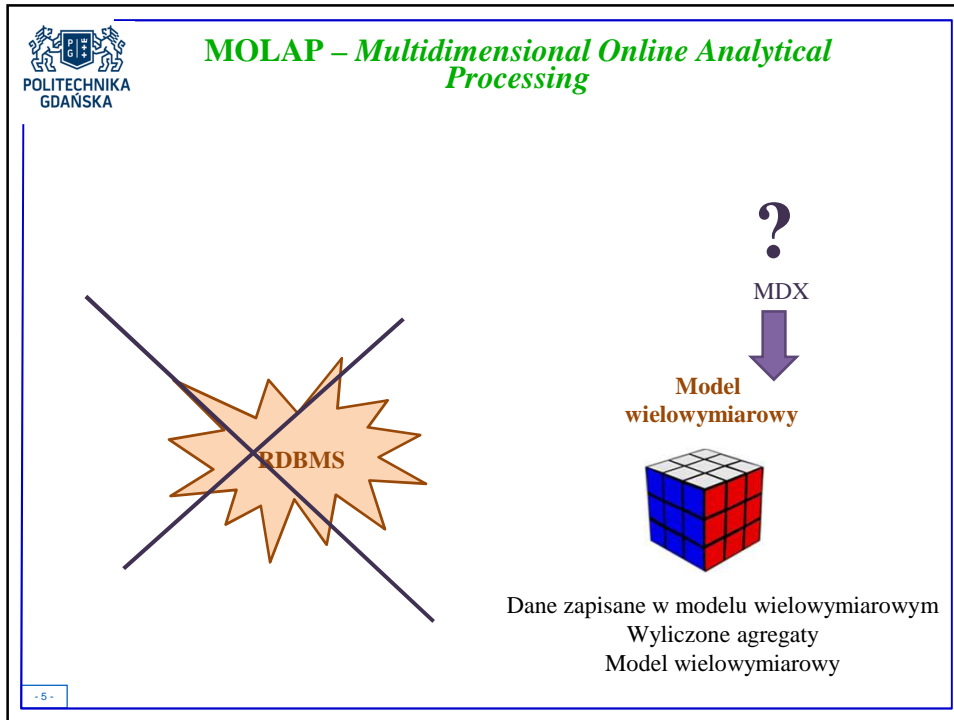 POLITECHNIKA
GDAŃSKA
MOLAP – Multidimensional Online Analytical
Processing
?
MDX
Model
wielowymiarowy
RDBMS
Dane zapisane w modelu wielowymiarowym
Wyliczone agregaty
Model wielowymiarowy
- 5 -